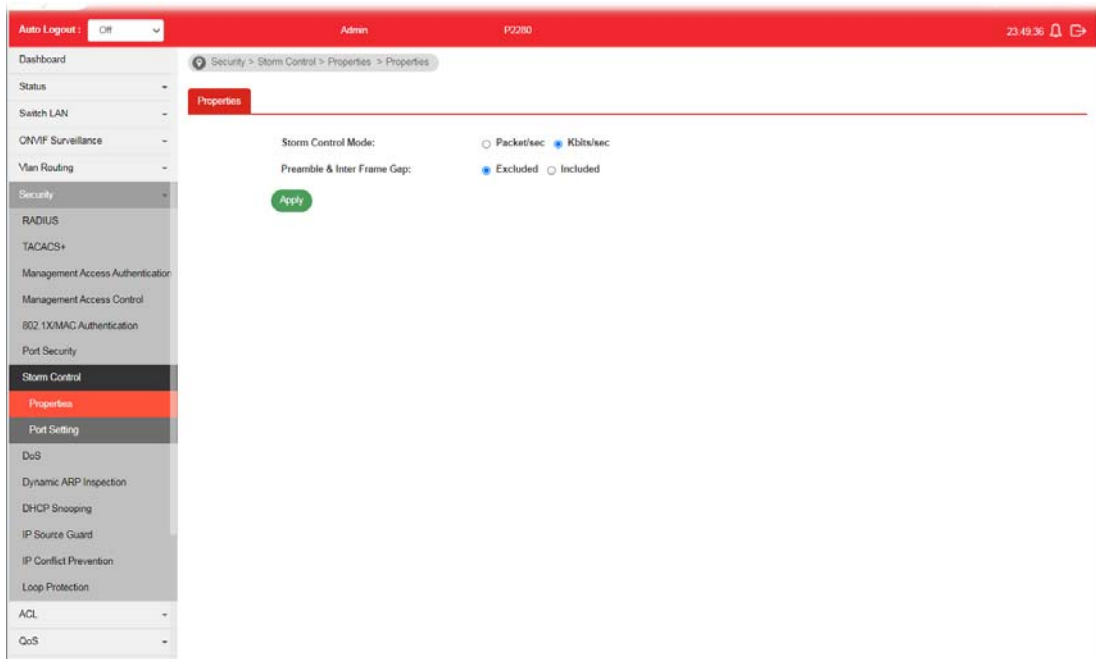 Auto Logout : Off Admin P2280 23:49:36
Dashboard
Security > Storm Control > Properties > Properties
Status
Properties
Switch LAN
ONVIF Surveillance
Storm Control Mode: Packet/sec Kbits/sec
Vlan Routing
Preamble & Inter Frame Gap: Excluded Included
Security
Apply
RADIUS
TACACS+
Management Access Authentication
Management Access Control
802.1X/MAC Authentication
Port Security
Storm Control
Properties
Port Setting
DoS
Dynamic ARP Inspection
DHCP Snooping
IP Source Guard
IP Conflict Prevention
Loop Protection
ACL
QoS